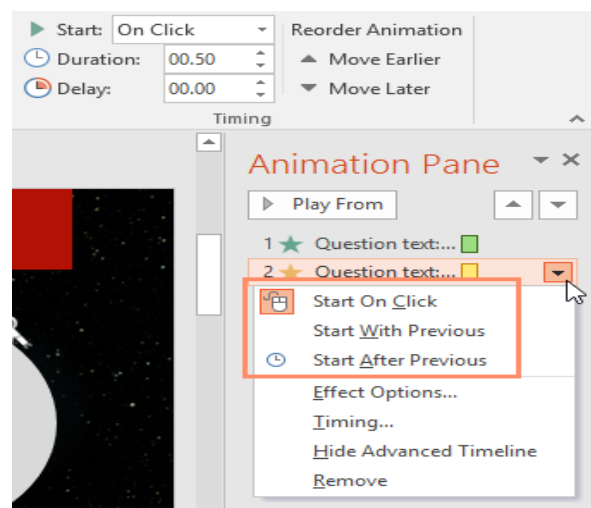 Start: On Click Reorder Animation
Duration: 00.50 Move Earlier
Delay: 00.00 Move Later
Timing
Animation Pane
Play From
1 Question text:...
2 Question text:...
Start On Click
Start With Previous
Start After Previous
Effect Options...
Timing...
Hide Advanced Timeline
Remove